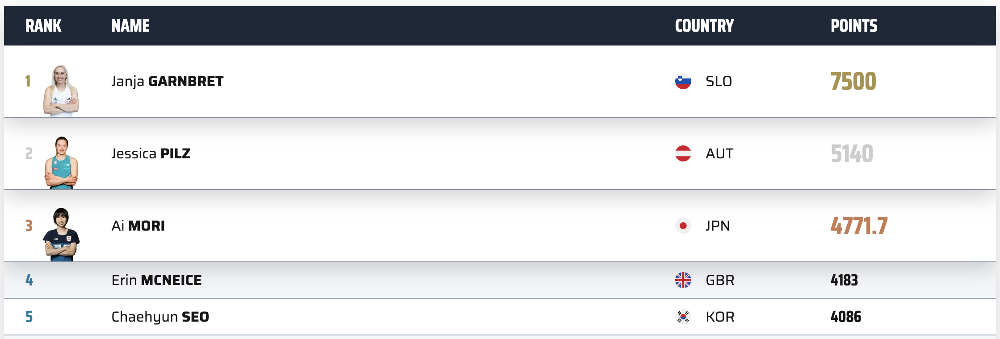 RANK NAME COUNTRY POINTS
1 Janja GARNBRET SLO 7500
2 Jessica PILZ AUT 5140
3 Ai MORI JPN 4771.7
4 Erin MCNEICE GBR 4183
5 Chaehyun SEO KOR 4086